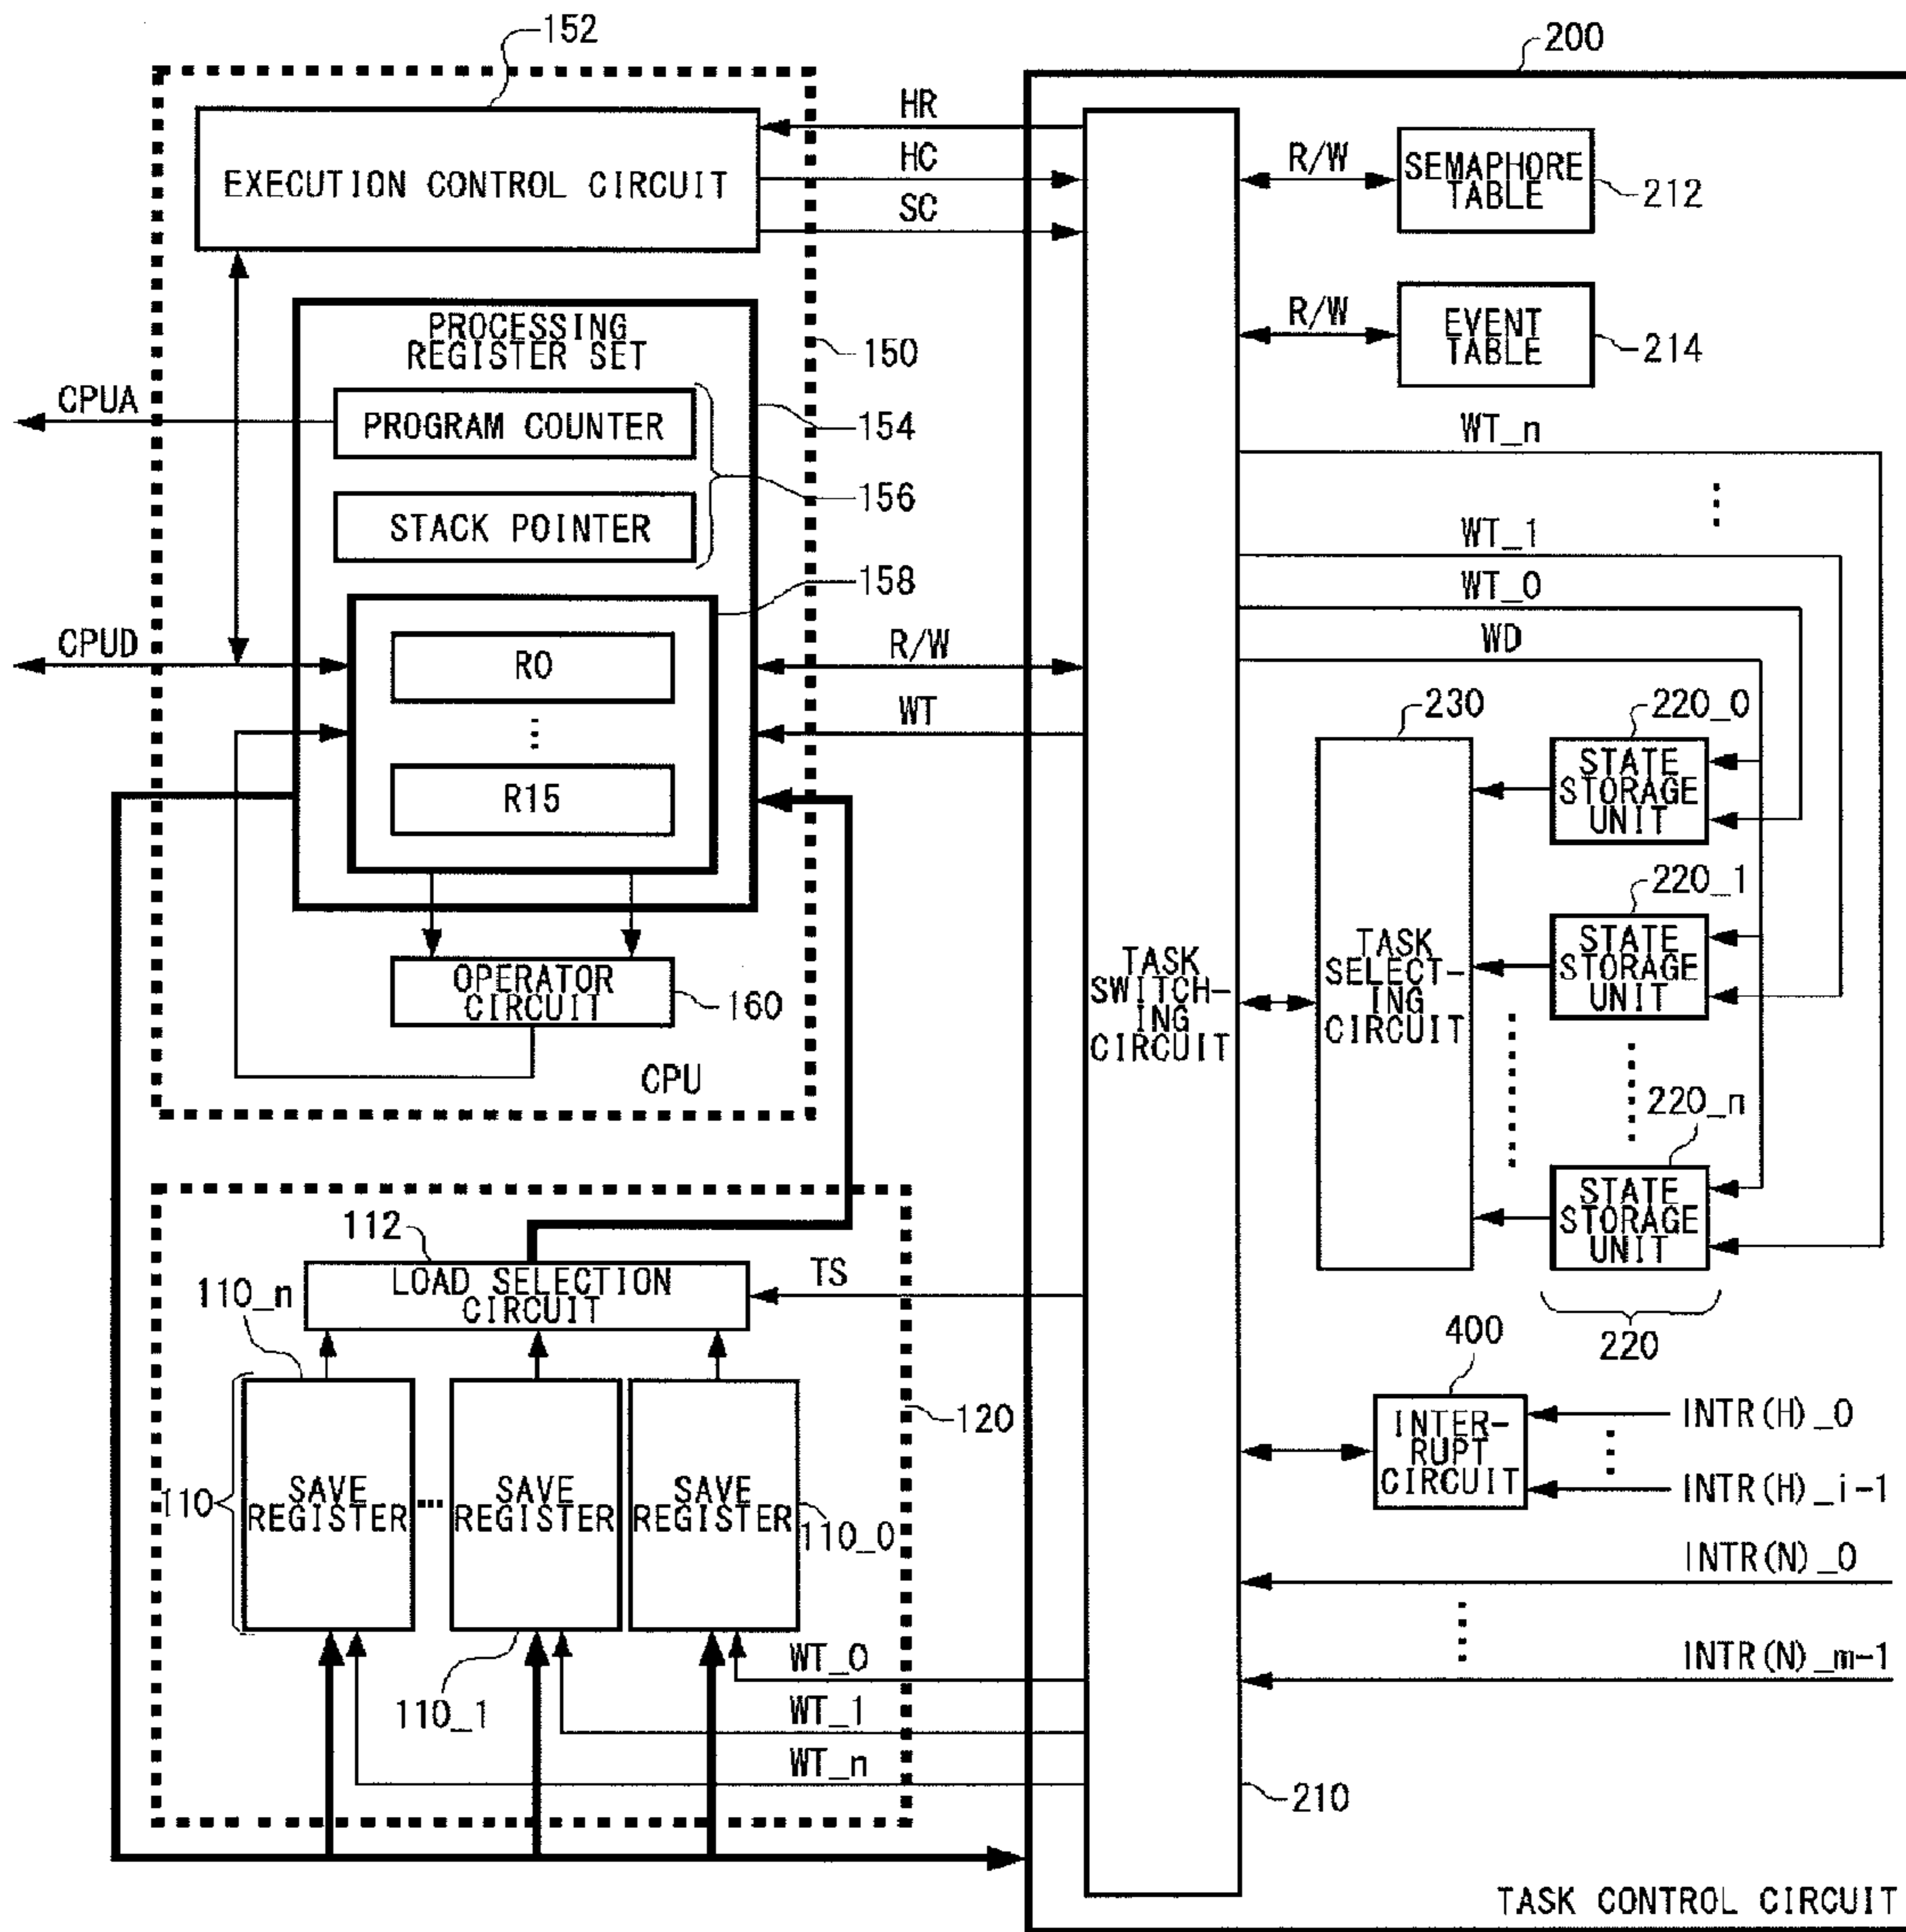 152
200
EXECUTION CONTROL CIRCUIT
HR
HC
SC
R/W
SEMAPHORE
TABLE
212
PROCESSING
REGISTER SET
150
R/W
EVENT
TABLE
214
CPUA
PROGRAM COUNTER
154
156
STACK POINTER
WT_n
WT_1
158
WT_0
CPUD
R0
R/W
WD
WT
230
220_0
STATE
STORAGE
UNIT
R15
220_1
STATE
STORAGE
UNIT
OPERATOR
CIRCUIT
160
CPU
TASK
SWITCH-
ING
CIRCUIT
TASK
SELECT-
ING
CIRCUIT
220_n
STATE
STORAGE
UNIT
112
LOAD SELECTION
CIRCUIT
TS
110_n
220
400
120
INTER-
RUPT
CIRCUIT
INTR(H)_0
INTR(H)_i-1
110
SAVE
REGISTER
SAVE
REGISTER
SAVE
REGISTER
110_0
INTR(N)_0
INTR(N)_m-1
110_1
WT_0
WT_1
WT_n
210
TASK CONTROL CIRCUIT